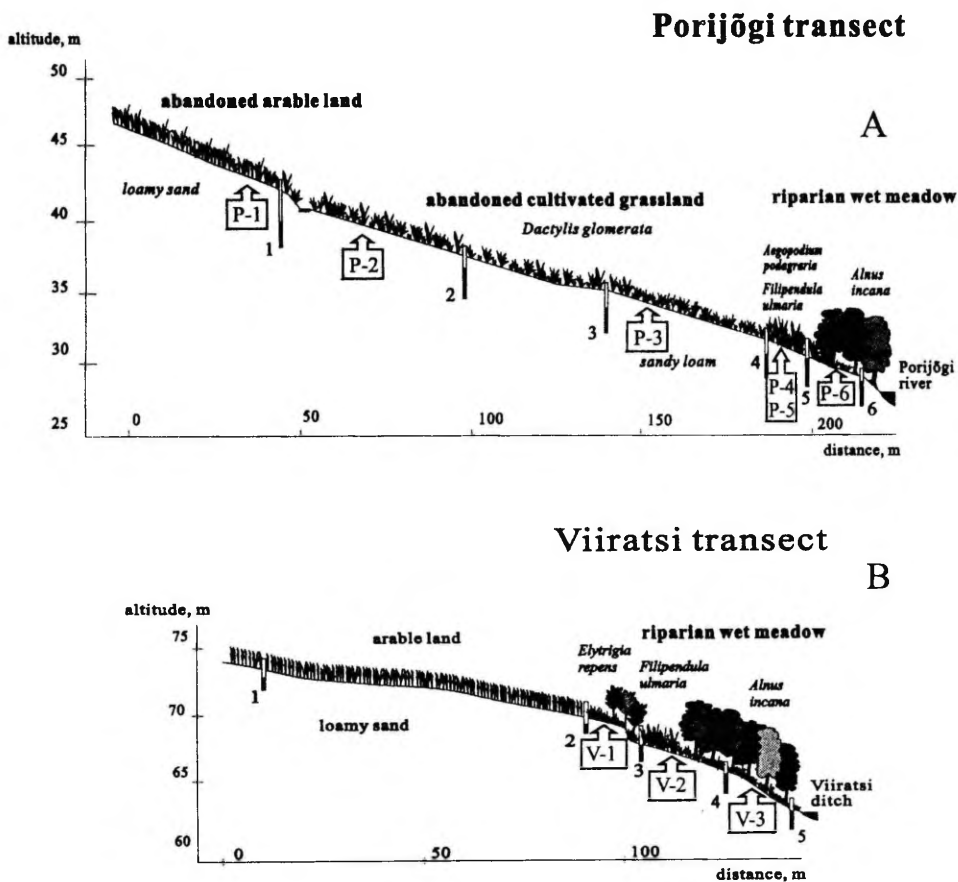 Porijõgi transect
altitude, m
50
abandoned arable land
A
45
loamy sand
P-1
abandoned cultivated grassland
riparian wet meadow
40
1
Dactylis glomerata
P-2
Aegopodium
podagraria
Alnus
incana
35
2
Filipendula
ulmaria
3
P-3
30
sandy loam
4
P-4
P-5
5
P-6
6
Porijõgi
river
25
0
50
100
150
200
distance, m
Viiratsi transect
B
altitude, m
75
arable land
riparian wet meadow
Elytrigia
repens
Filipendula
ulmaria
Alnus
incana
1
70
loamy sand
2
V-1
3
65
V-2
4
V-3
Viiratsi
ditch
5
60
0
50
100
distance, m